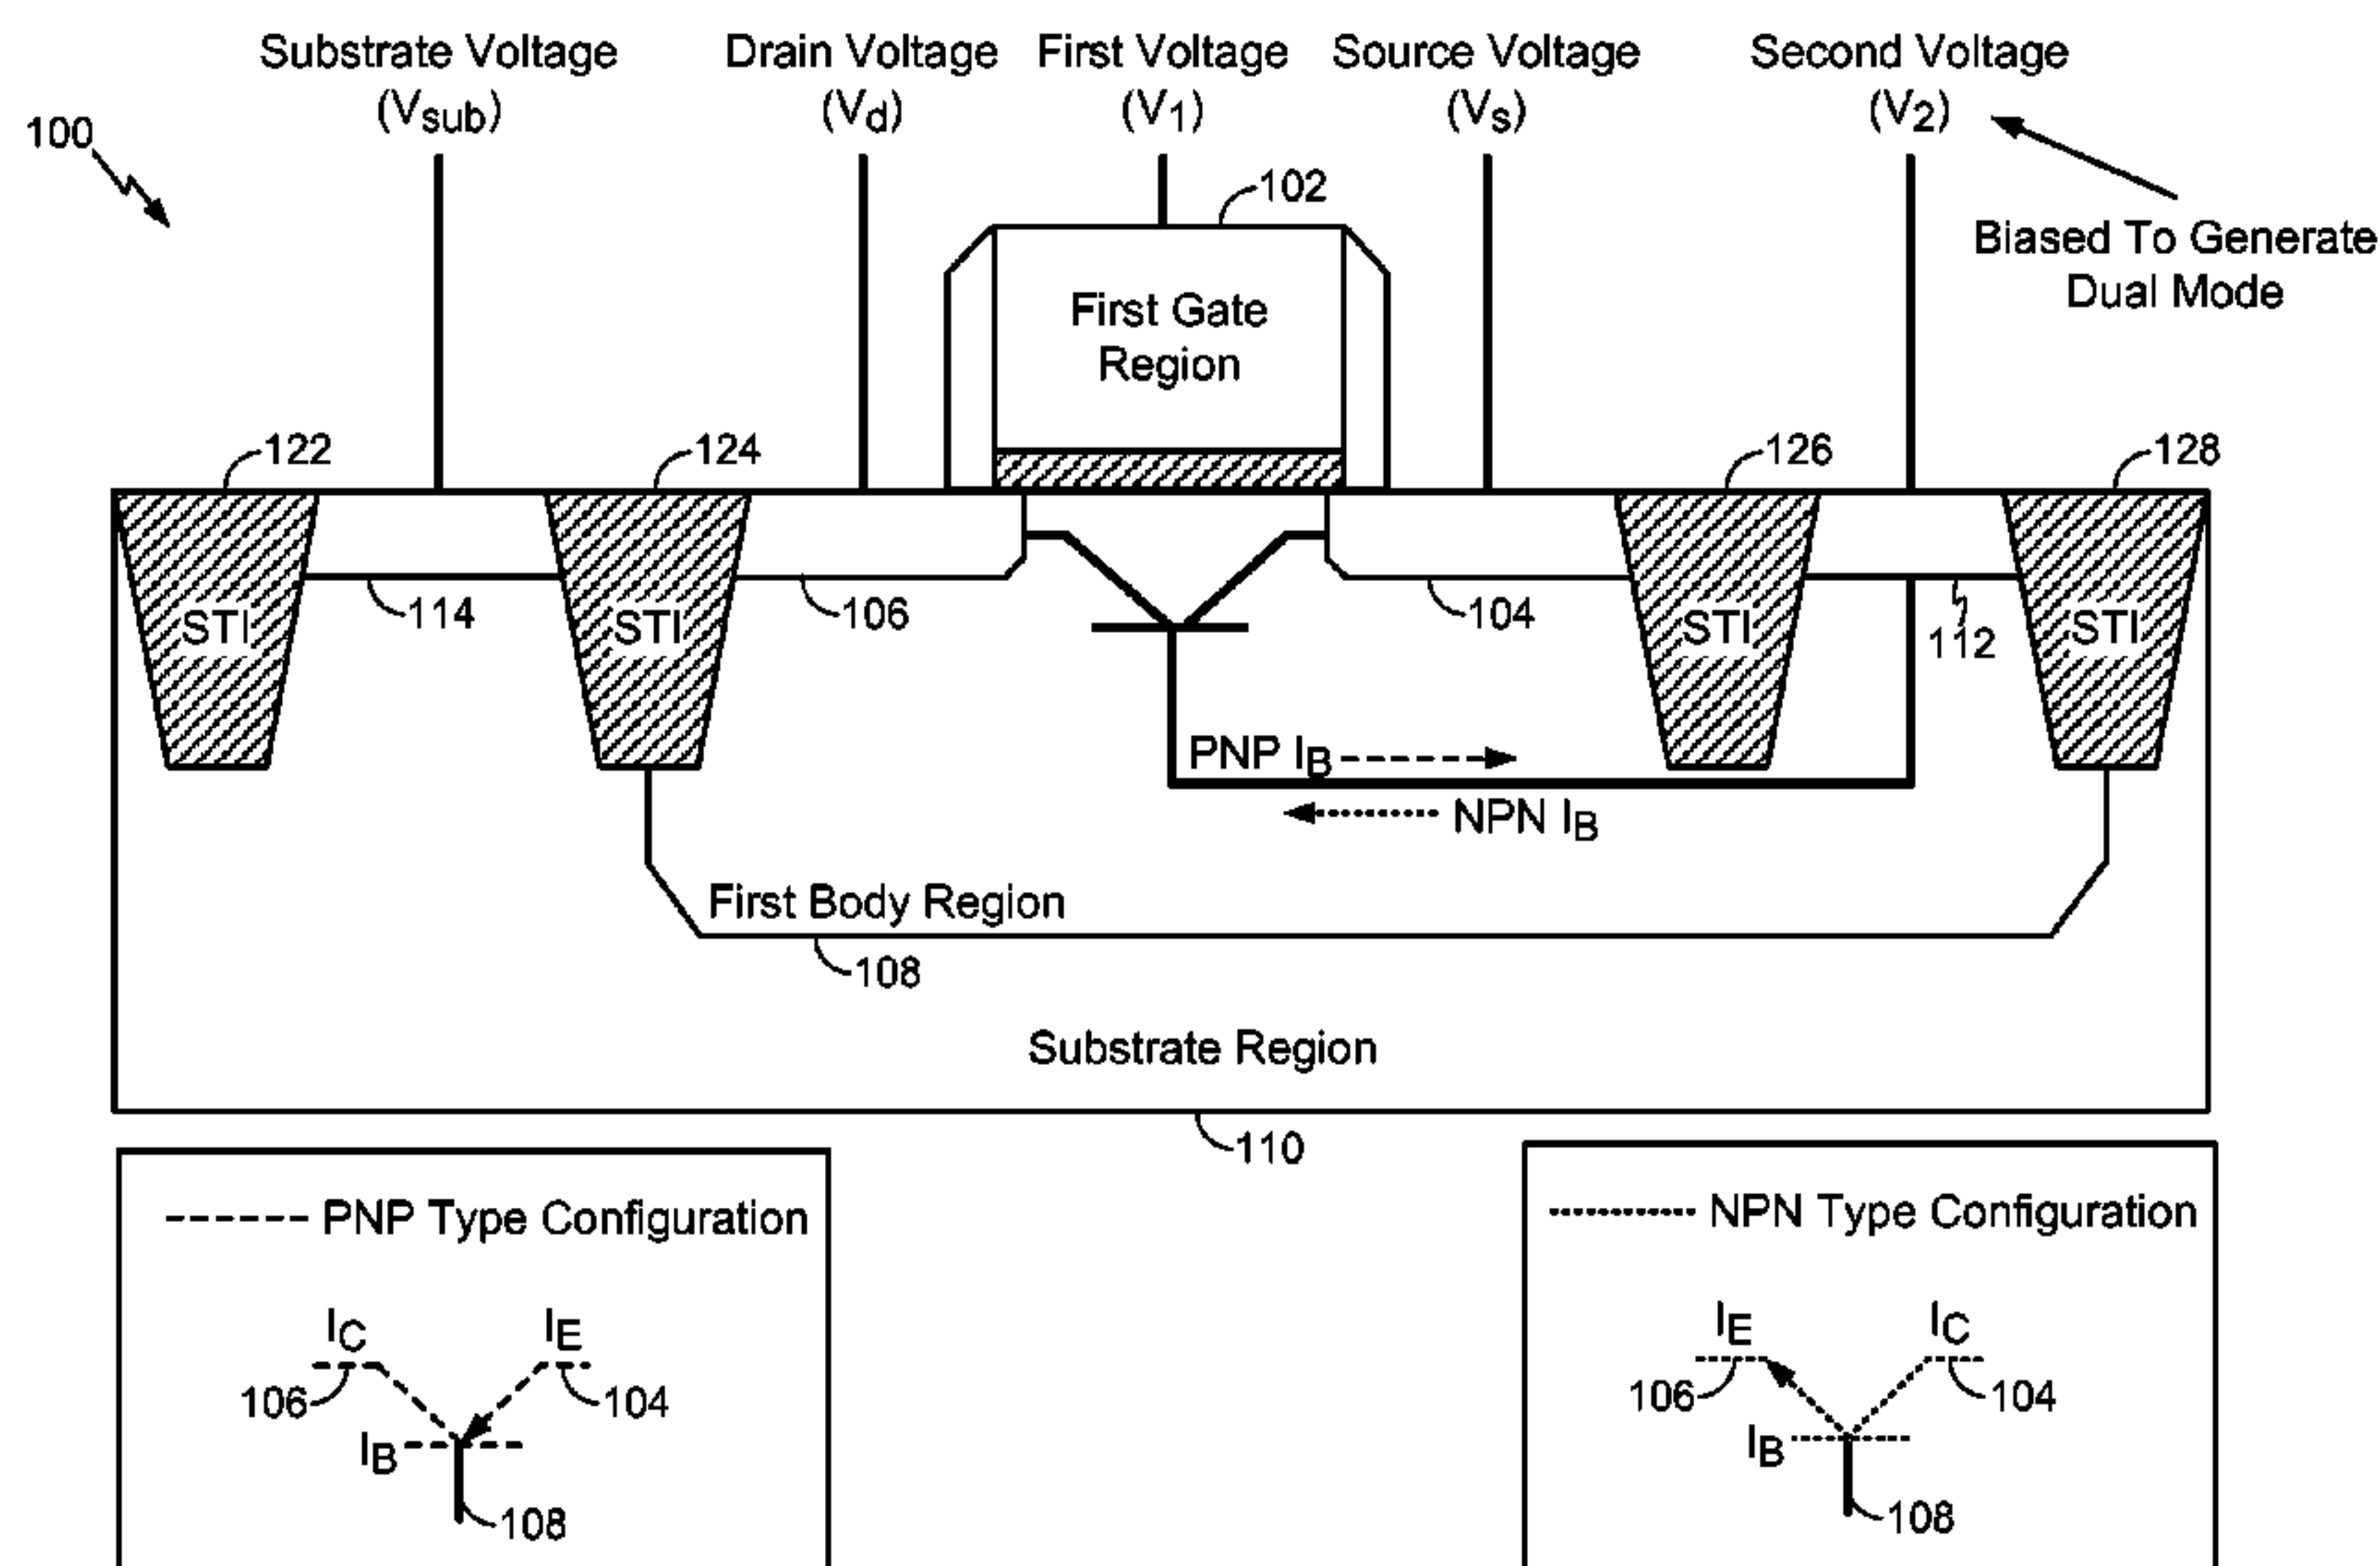 Substrate Voltage
(Vsub)
Drain Voltage
(Vd)
First Voltage
(V1)
Source Voltage
(Vs)
Second Voltage
(V2)
100
102
Biased To Generate
Dual Mode
First Gate
Region
122
124
126
128
STI
114
STI
106
104
STI
112
STI
PNP IB
NPN IB
First Body Region
108
Substrate Region
110
PNP Type Configuration
IC
IE
106
104
IB
108
NPN Type Configuration
IE
IC
106
104
IB
108